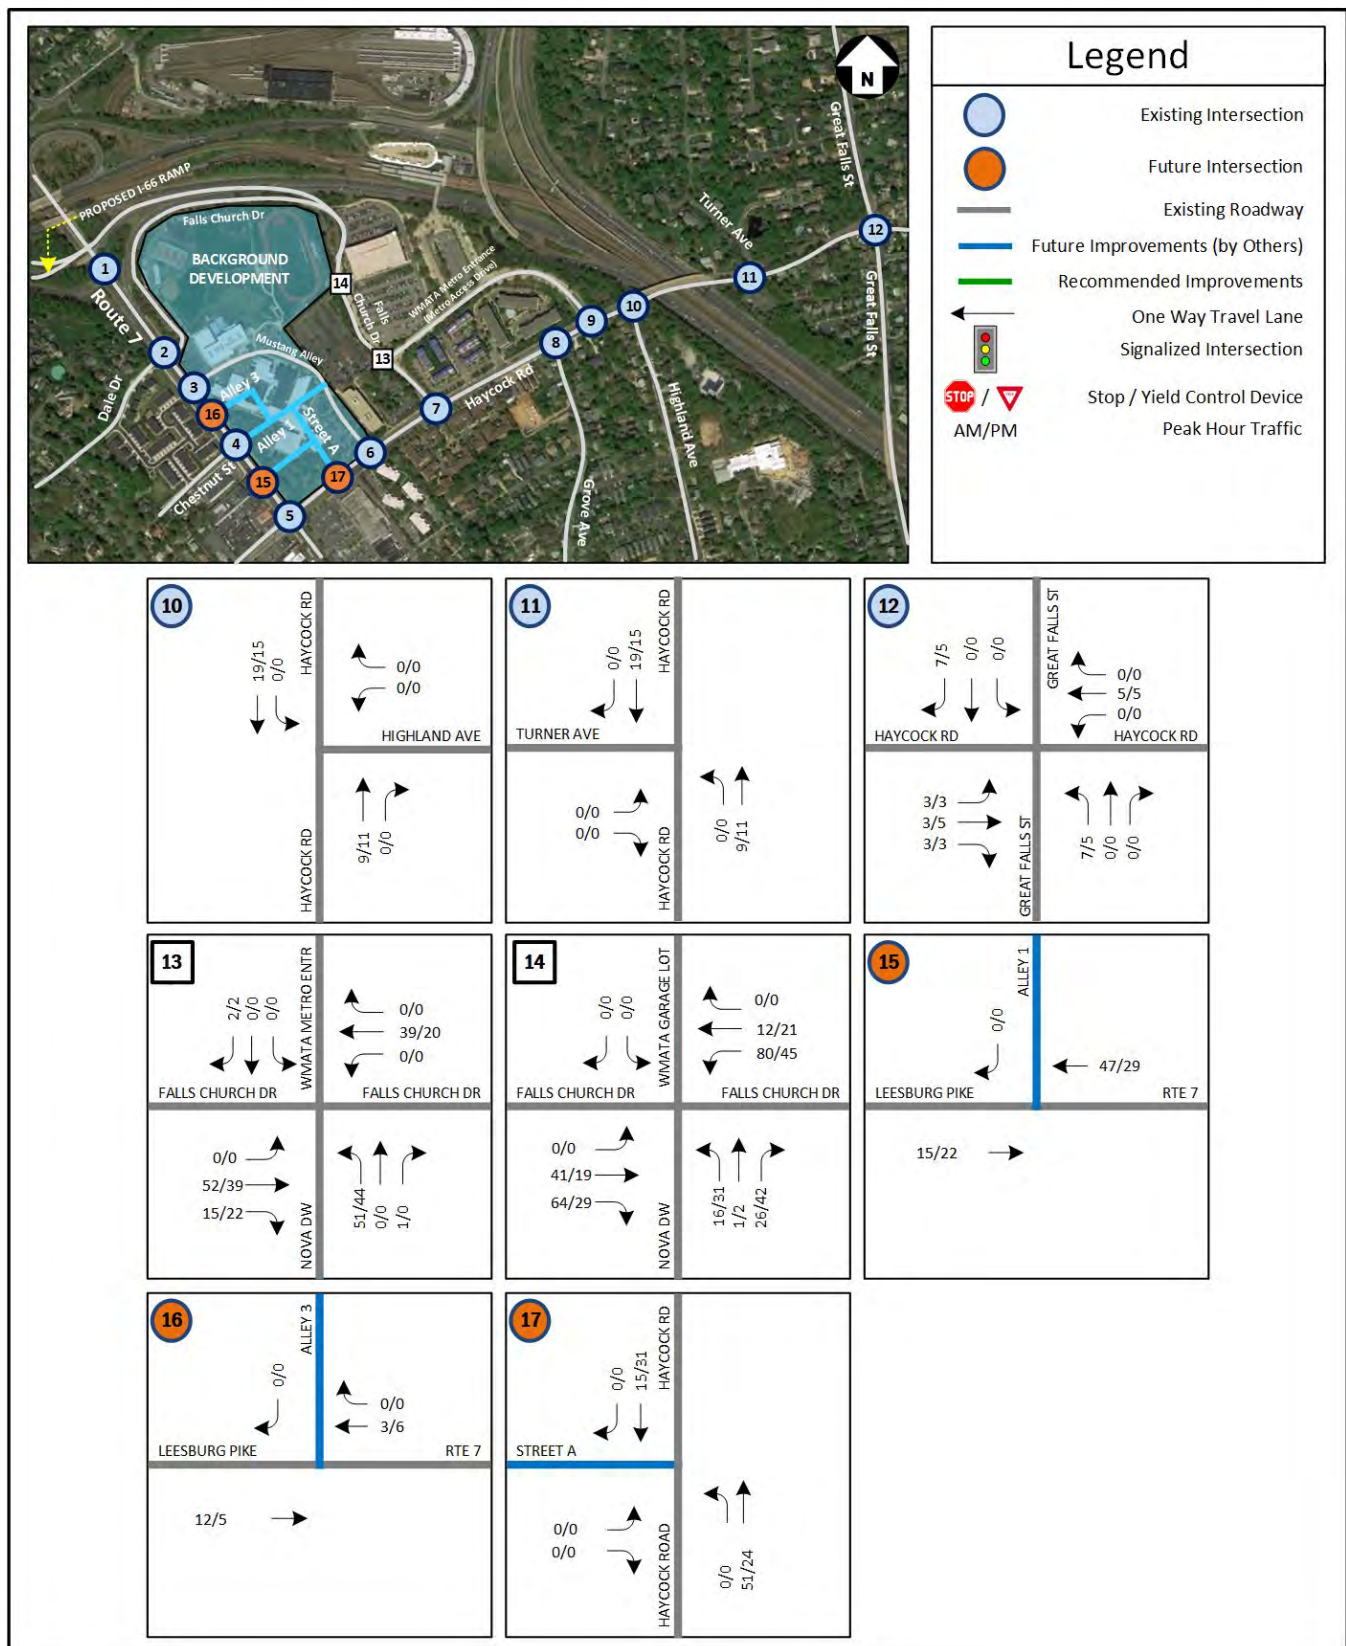 Legend
Existing Intersection
Future Intersection
Existing Roadway
Future Improvements (by Others)
Recommended Improvements
One Way Travel Lane
Signalized Intersection
STOP / Stop / Yield Control Device
AM/PM Peak Hour Traffic
N
PROPOSED I-66 RAMP
Falls Church Dr
BACKGROUND
DEVELOPMENT
Route 7
Dale Dr
Mustang Alley
Alley 3
Alley 1
Street A
Chestnut St
Falls
Church Dr
WMATA Metro Entrance
(Metro Access Drive)
Haycock Rd
Grove Ave
Highland Ave
Turner Ave
Great Falls St
Great Falls St
1
2
3
16
4
15
5
17
6
7
13
14
8
9
10
11
12
10
HAYCOCK RD
19/15
0/0
0/0
0/0
HIGHLAND AVE
HAYCOCK RD
9/11
0/0
11
HAYCOCK RD
0/0
19/15
TURNER AVE
0/0
0/0
HAYCOCK RD
0/0
9/11
12
GREAT FALLS ST
7/5
0/0
0/0
0/0
5/5
0/0
HAYCOCK RD
HAYCOCK RD
3/3
3/5
3/3
GREAT FALLS ST
7/5
0/0
0/0
13
WMATA METRO ENTR
2/2
0/0
0/0
0/0
39/20
0/0
FALLS CHURCH DR
FALLS CHURCH DR
0/0
52/39
15/22
NOVA DW
51/44
0/0
1/0
14
WMATA GARAGE LOT
0/0
0/0
0/0
12/21
80/45
FALLS CHURCH DR
FALLS CHURCH DR
0/0
41/19
64/29
NOVA DW
16/31
1/2
26/42
15
ALLEY 1
0/0
47/29
LEESBURG PIKE
RTE 7
15/22
16
ALLEY 3
0/0
0/0
3/6
LEESBURG PIKE
RTE 7
12/5
17
HAYCOCK RD
0/0
15/31
STREET A
0/0
0/0
HAYCOCK ROAD
0/0
51/24